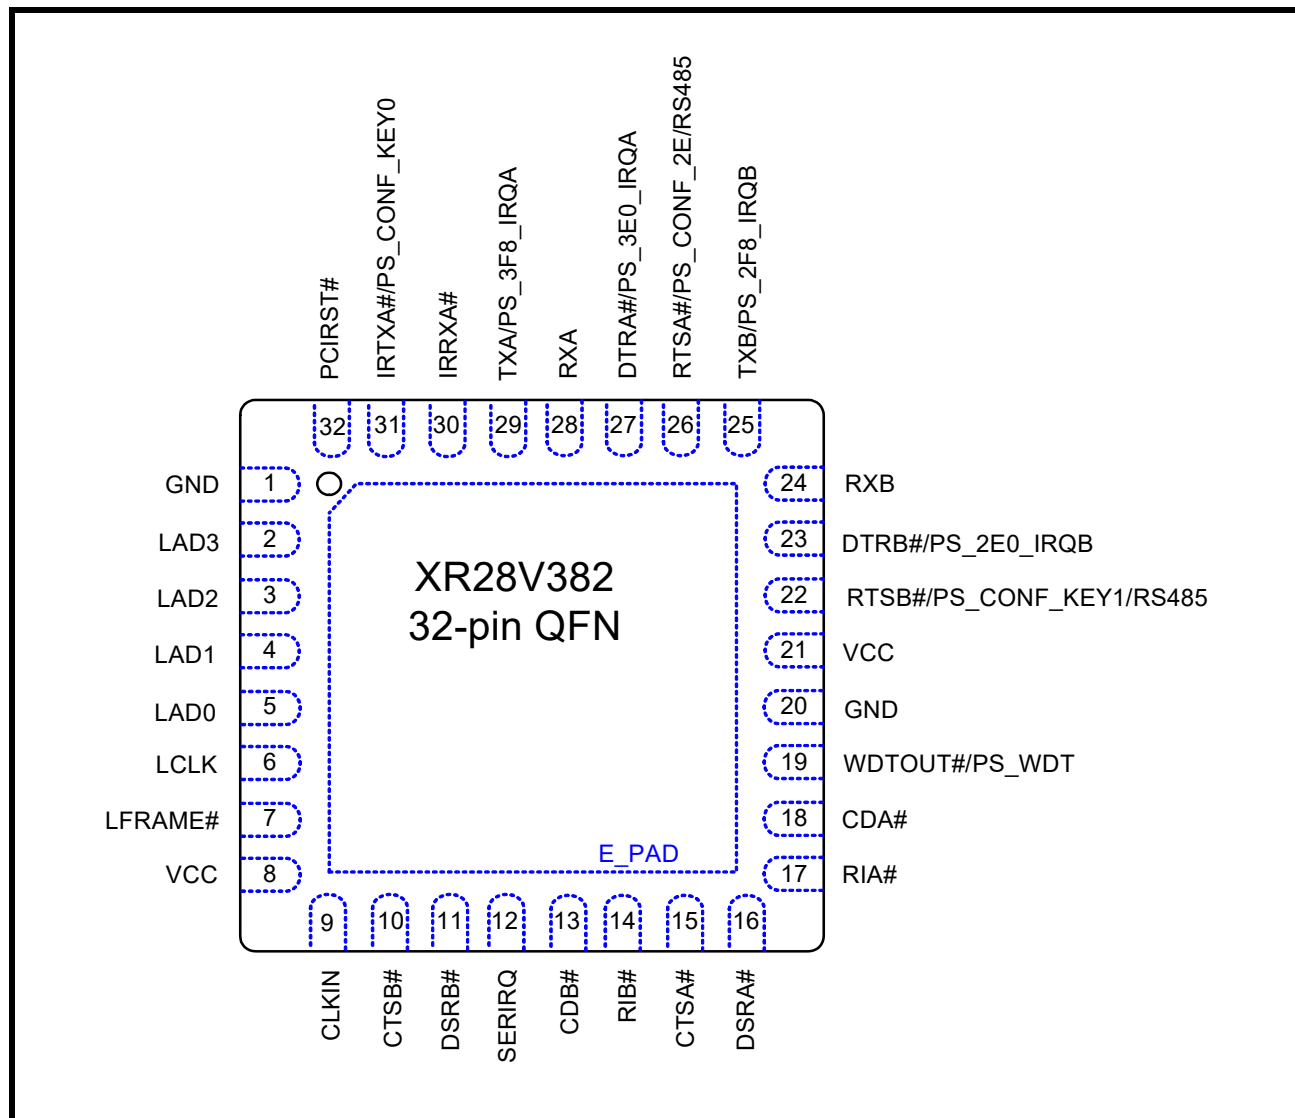 PCIRST#
IRTXA#/PS_CONF_KEY0
IRRXA#
TXA/PS_3F8_IRQA
RXA
DTRA#/PS_3E0_IRQA
RTSA#/PS_CONF_2E/RS485
TXB/PS_2F8_IRQB
32 31 30 29 28 27 26 25
GND 1
LAD3 2
LAD2 3
LAD1 4
LAD0 5
LCLK 6
LFRAME# 7
VCC 8
XR28V382
32-pin QFN
E_PAD
24 RXB
23 DTRB#/PS_2E0_IRQB
22 RTSB#/PS_CONF_KEY1/RS485
21 VCC
20 GND
19 WDTOUT#/PS_WDT
18 CDA#
17 RIA#
9 10 11 12 13 14 15 16
CLKIN
CTSB#
DSRB#
SERIRQ
CDB#
RIB#
CTSA#
DSRA#